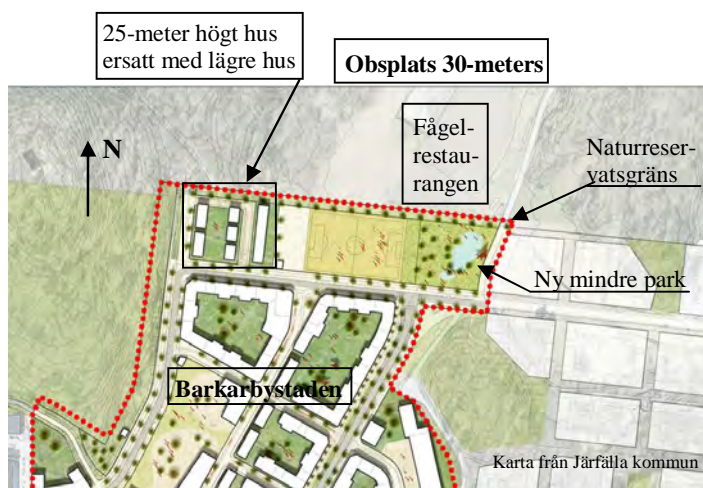 25-meter högt hus
ersatt med lägre hus
Obsplats 30-meters
Fågel-
restau-
rangen
N
Naturreser-
vatsgräns
Ny mindre park
Barkarbystaden
Karta från Järfälla kommun